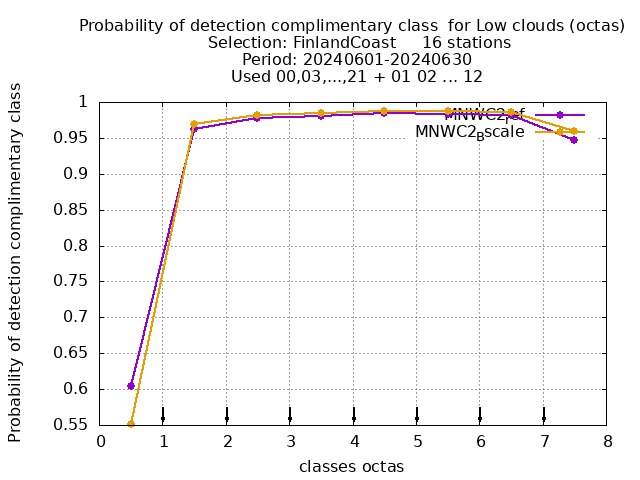 Probability of detection complimentary class  for Low clouds (octas)
Selection: FinlandCoast     16 stations
Period: 20240601-20240630
Used 00,03,...,21 + 01 02 ... 12
Probability of detection complimentary class
1
0.95
0.9
0.85
0.8
0.75
0.7
0.65
0.6
0.55
MNWC2ref
MNWC2Bscale
0 1 2 3 4 5 6 7 8
classes octas